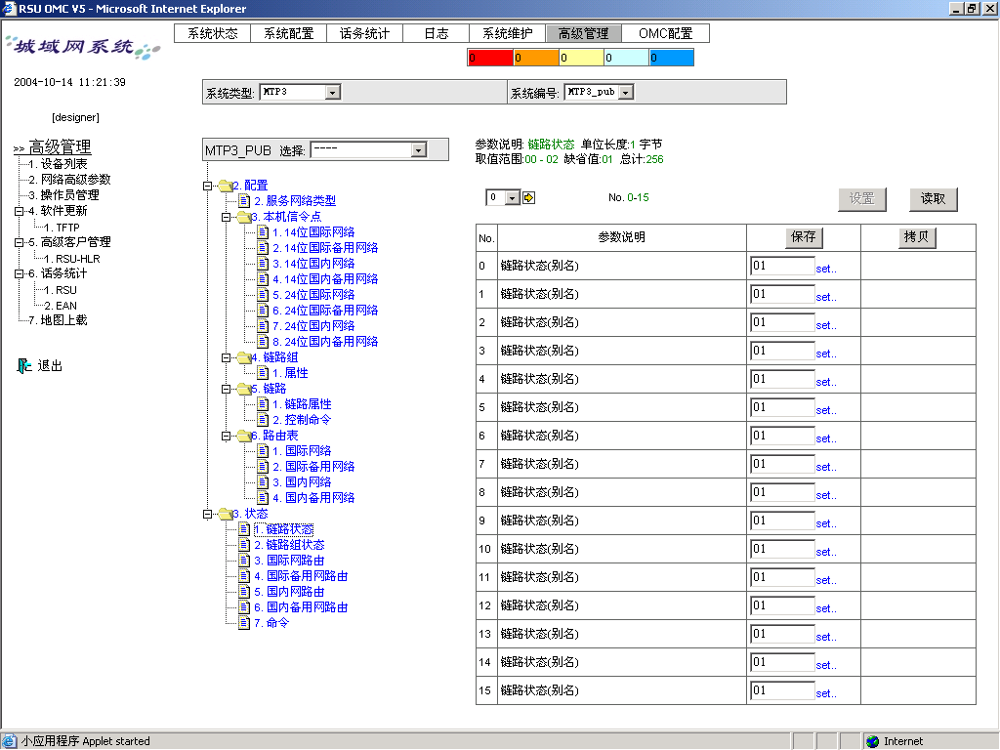 RSU OMC V5 - Microsoft Internet Explorer
城域网系统
系统状态 系统配置 话务统计 日志 系统维护 高级管理 OMC配置
0 0 0 0 0
2004-10-14 11:21:39
系统类型: MTP3 系统编号: MTP3_pub
[designer]
>> 高级管理
1. 设备列表
2. 网络高级参数
3. 操作员管理
4. 软件更新
1. TFTP
5. 高级客户管理
1. RSU-HLR
6. 话务统计
1. RSU
2. EAN
7. 地图上载
退出
MTP3_PUB 选择: ----
2. 配置
2. 服务网络类型
3. 本机信令点
1. 14位国际网络
2. 14位国际备用网络
3. 14位国内网络
4. 14位国内备用网络
5. 24位国际网络
6. 24位国际备用网络
7. 24位国内网络
8. 24位国内备用网络
4. 链路组
1. 属性
5. 链路
1. 链路属性
2. 控制命令
6. 路由表
1. 国际网络
2. 国际备用网络
3. 国内网络
4. 国内备用网络
3. 状态
1. 链路状态
2. 链路组状态
3. 国际网路由
4. 国际备用网路由
5. 国内网路由
6. 国内备用网路由
7. 命令
参数说明: 链路状态 单位长度:1 字节
取值范围:00 - 02 缺省值:01 总计:256
0 No. 0-15 设置 读取
No. 参数说明 保存 拷贝
0 链路状态(别名) 01 set..
1 链路状态(别名) 01 set..
2 链路状态(别名) 01 set..
3 链路状态(别名) 01 set..
4 链路状态(别名) 01 set..
5 链路状态(别名) 01 set..
6 链路状态(别名) 01 set..
7 链路状态(别名) 01 set..
8 链路状态(别名) 01 set..
9 链路状态(别名) 01 set..
10 链路状态(别名) 01 set..
11 链路状态(别名) 01 set..
12 链路状态(别名) 01 set..
13 链路状态(别名) 01 set..
14 链路状态(别名) 01 set..
15 链路状态(别名) 01 set..
小应用程序 Applet started Internet